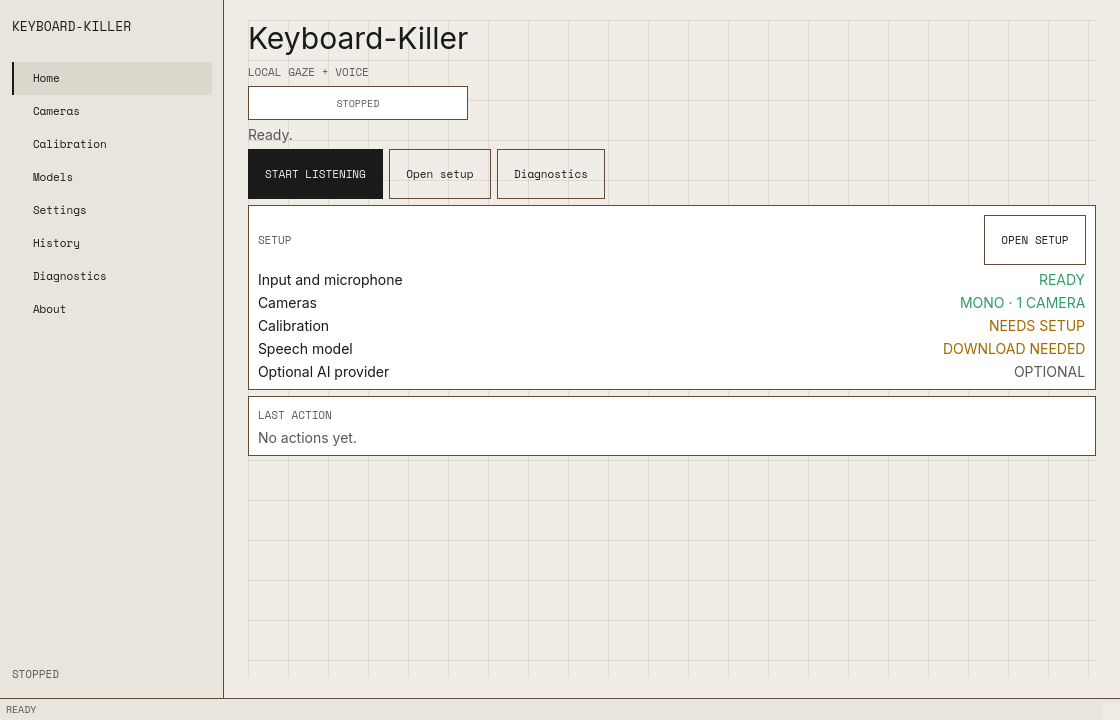 KEYBOARD-KILLER
Home
Cameras
Calibration
Models
Settings
History
Diagnostics
About
STOPPED
Keyboard-Killer
LOCAL GAZE + VOICE
STOPPED
Ready.
START LISTENING Open setup Diagnostics
SETUP OPEN SETUP
Input and microphone READY
Cameras MONO · 1 CAMERA
Calibration NEEDS SETUP
Speech model DOWNLOAD NEEDED
Optional AI provider OPTIONAL
LAST ACTION
No actions yet.
READY